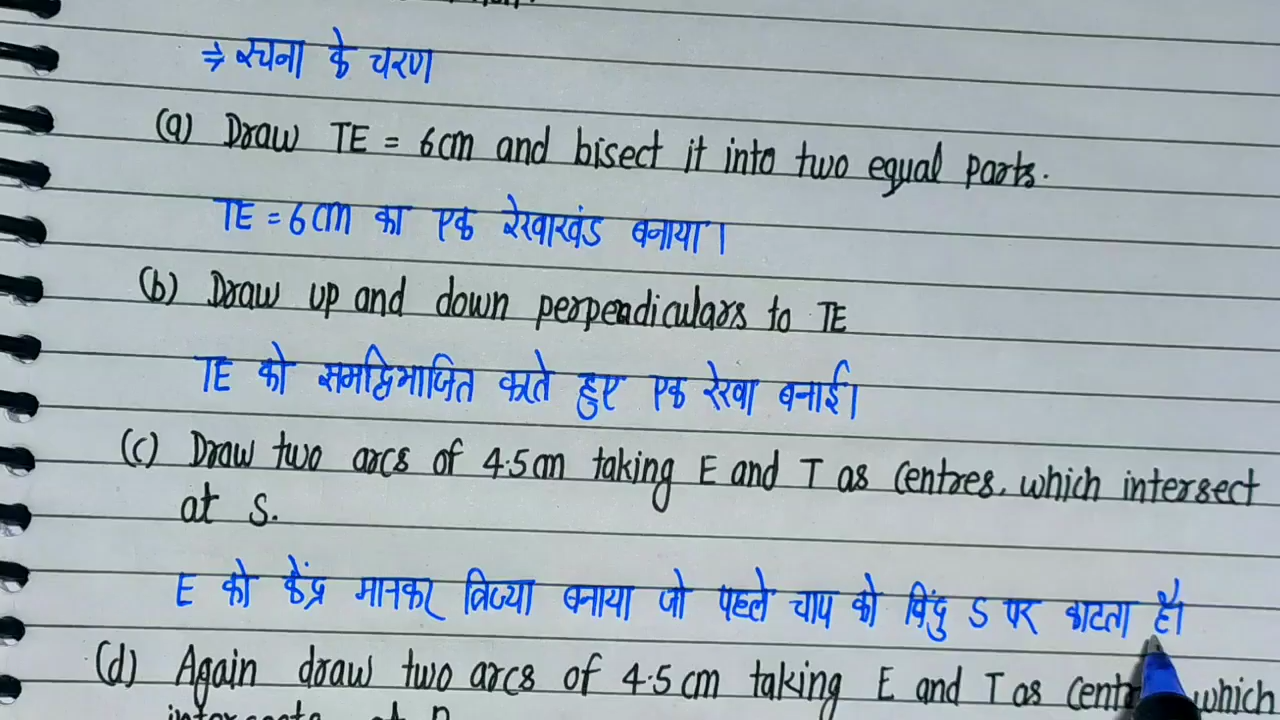 ⇒ रचना के चरण
(a) Draw TE = 6cm and bisect it into two equal parts.
TE = 6cm का एक रेखाखंड बनाया।
(b) Draw up and down perpendiculars to TE
TE को समद्विभाजित करते हुए एक रेखा बनाई।
(c) Draw two arcs of 4.5cm taking E and T as centres, which intersect
at S.
E को केंद्र मानकर त्रिज्या बनाया जो पहले चाप को बिंदु S पर काटता है।
(d) Again draw two arcs of 4.5cm taking E and T as which
at